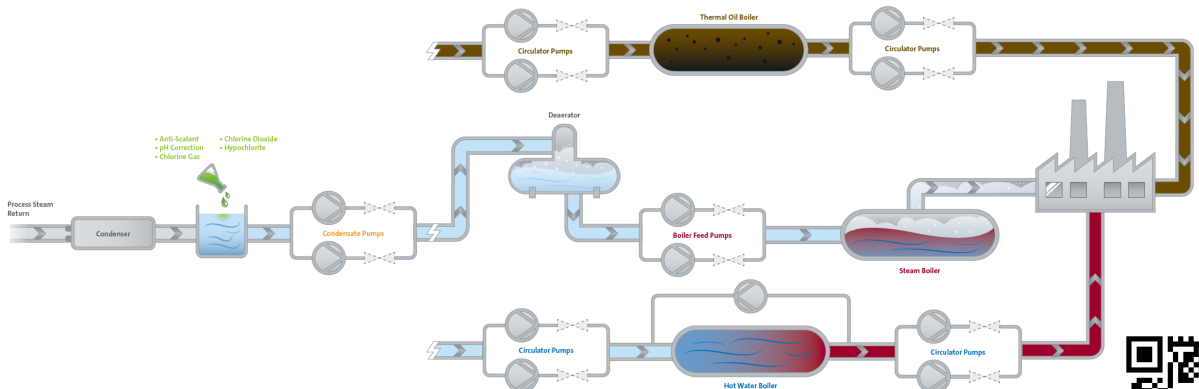 Thermal Oil Boiler
Circulator Pumps
Circulator Pumps
Deaerator
• Anti-Scalant
• pH Correction
• Chlorine Gas
• Chlorine Dioxide
• Hypochlorite
Process Steam
Return
Condenser
Condensate Pumps
Boiler Feed Pumps
Steam Boiler
Circulator Pumps
Circulator Pumps
Hot Water Boiler